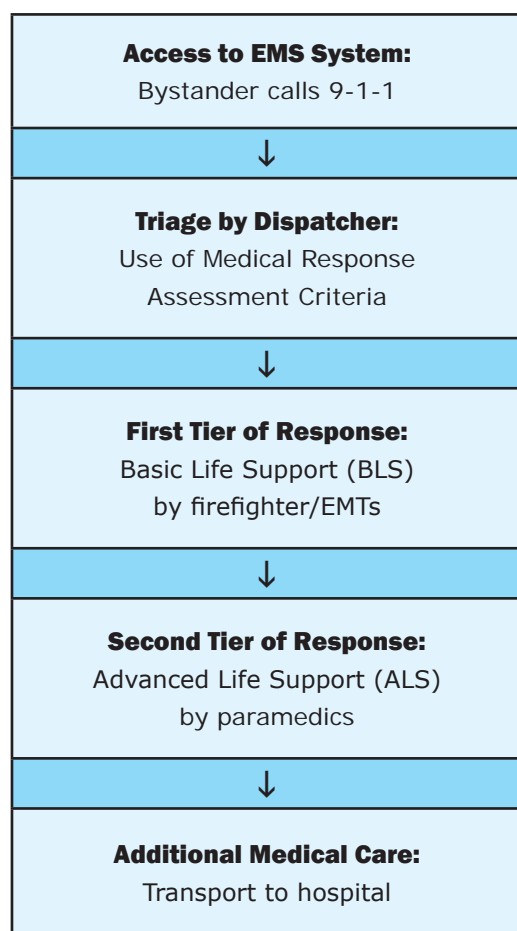 Access to EMS System:
Bystander calls 9-1-1
↓
Triage by Dispatcher:
Use of Medical Response
Assessment Criteria
↓
First Tier of Response:
Basic Life Support (BLS)
by firefighter/EMTs
↓
Second Tier of Response:
Advanced Life Support (ALS)
by paramedics
↓
Additional Medical Care:
Transport to hospital